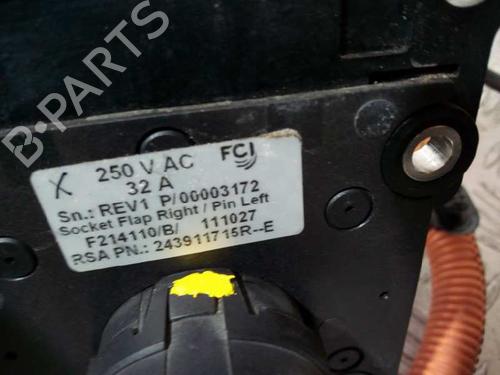 B-PARTS
X 250 V AC FCI
32 A
Sn.: REV1 P/00003172
Socket Flap Right / Pin Left
F214110/B/ 111027
RSA PN.: 243911715R--E